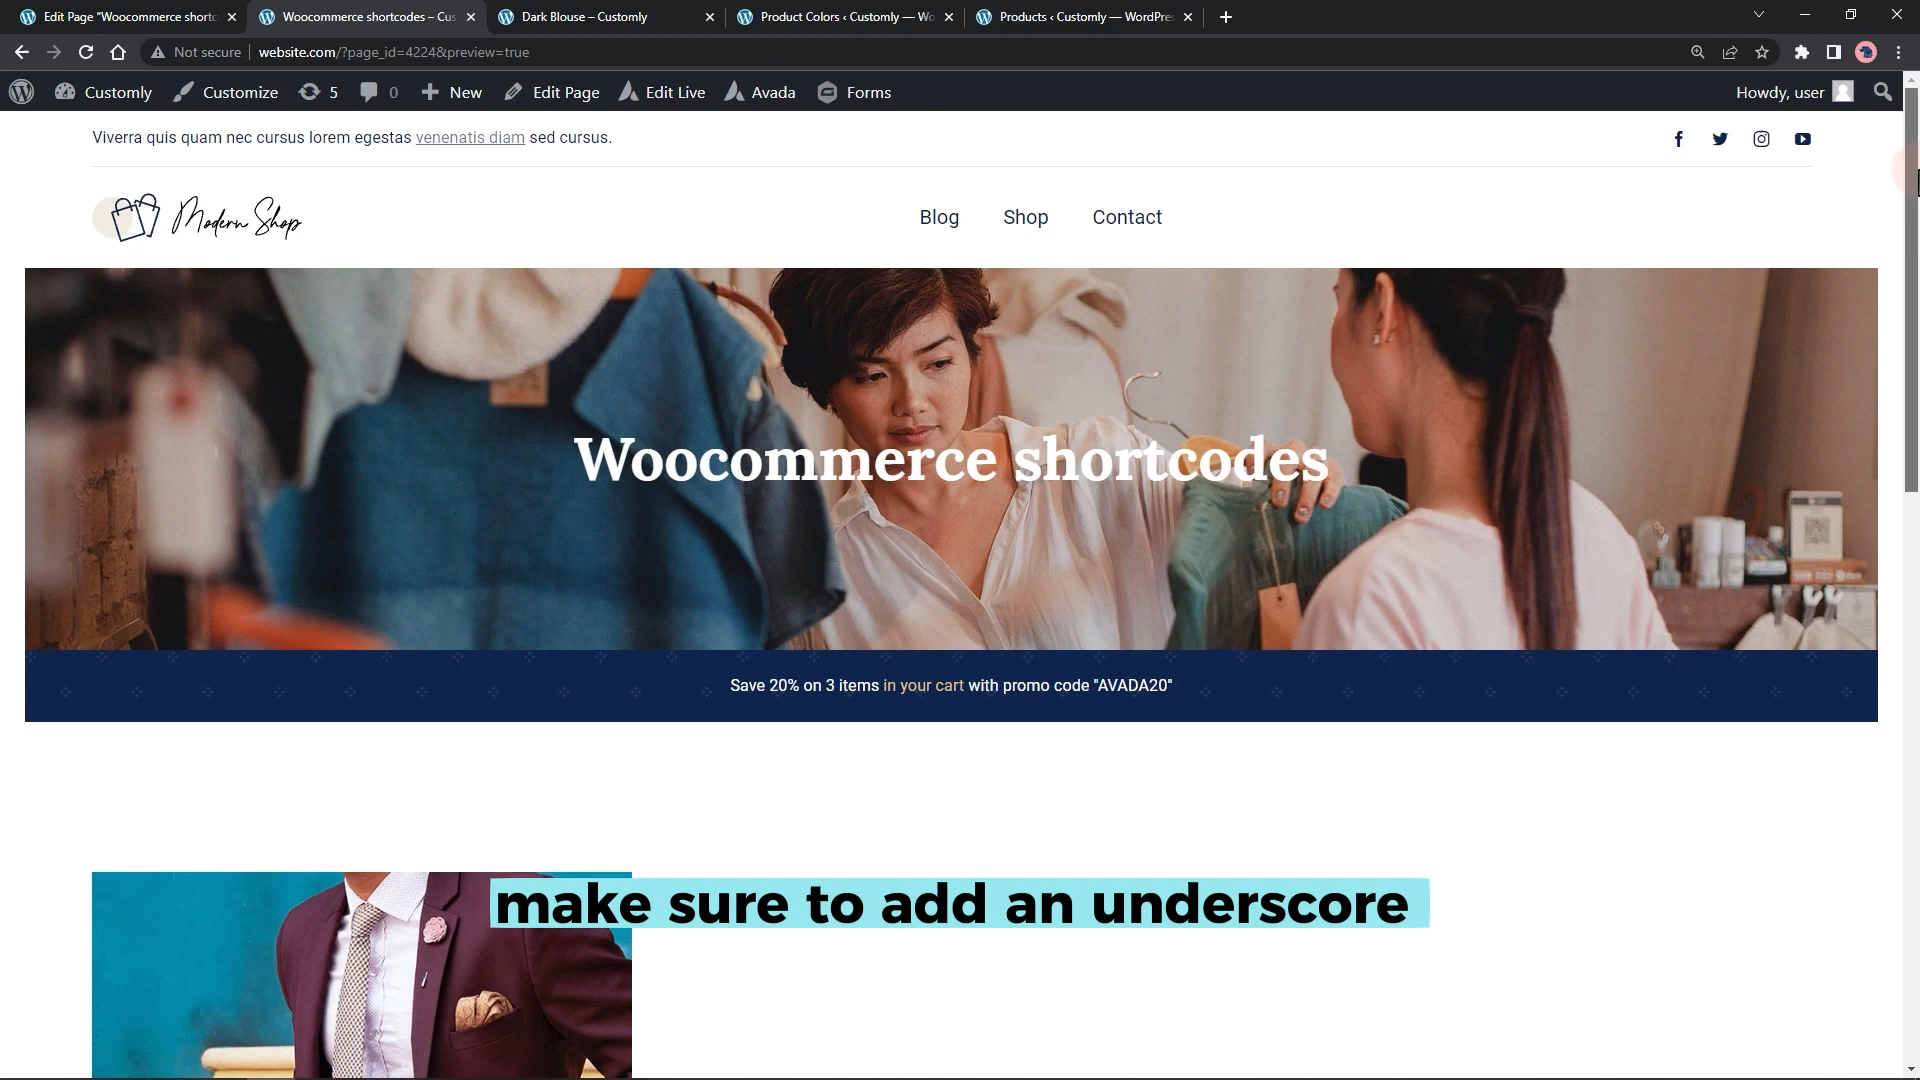 Edit Page "Woocommerce shortc
Woocommerce shortcodes – Cus
Dark Blouse – Customly
Product Colors ‹ Customly — Wo
Products ‹ Customly — WordPres
Not secure
website.com/?page_id=4224&preview=true
Customly
Customize
5
0
New
Edit Page
Edit Live
Avada
Forms
Howdy, user
Viverra quis quam nec cursus lorem egestas venenatis diam sed cursus.
Modern Shop
Blog
Shop
Contact
Woocommerce shortcodes
Save 20% on 3 items in your cart with promo code "AVADA20"
make sure to add an underscore